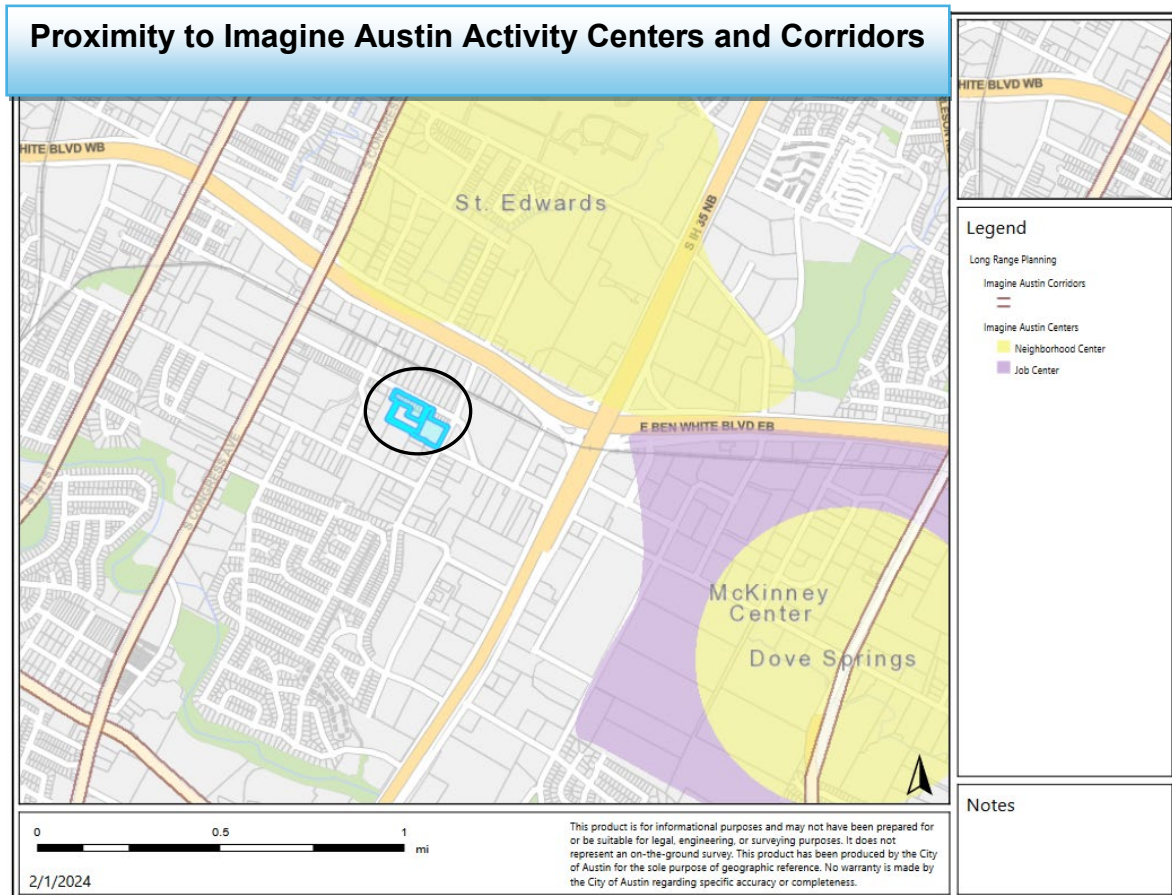 Proximity to Imagine Austin Activity Centers and Corridors
HITE BLVD WB
HITE BLVD WB
S CONGRESS
St. Edwards
S IH 35 NB
E BEN WHITE BLVD EB
S 1ST ST
S CONGRESS AVE
McKinney
Center
Dove Springs
Legend
Long Range Planning
Imagine Austin Corridors
Imagine Austin Centers
Neighborhood Center
Job Center
Notes
0 0.5 1
mi
2/1/2024
This product is for informational purposes and may not have been prepared for
or be suitable for legal, engineering, or surveying purposes. It does not
represent an on-the-ground survey. This product has been produced by the City
of Austin for the sole purpose of geographic reference. No warranty is made by
the City of Austin regarding specific accuracy or completeness.